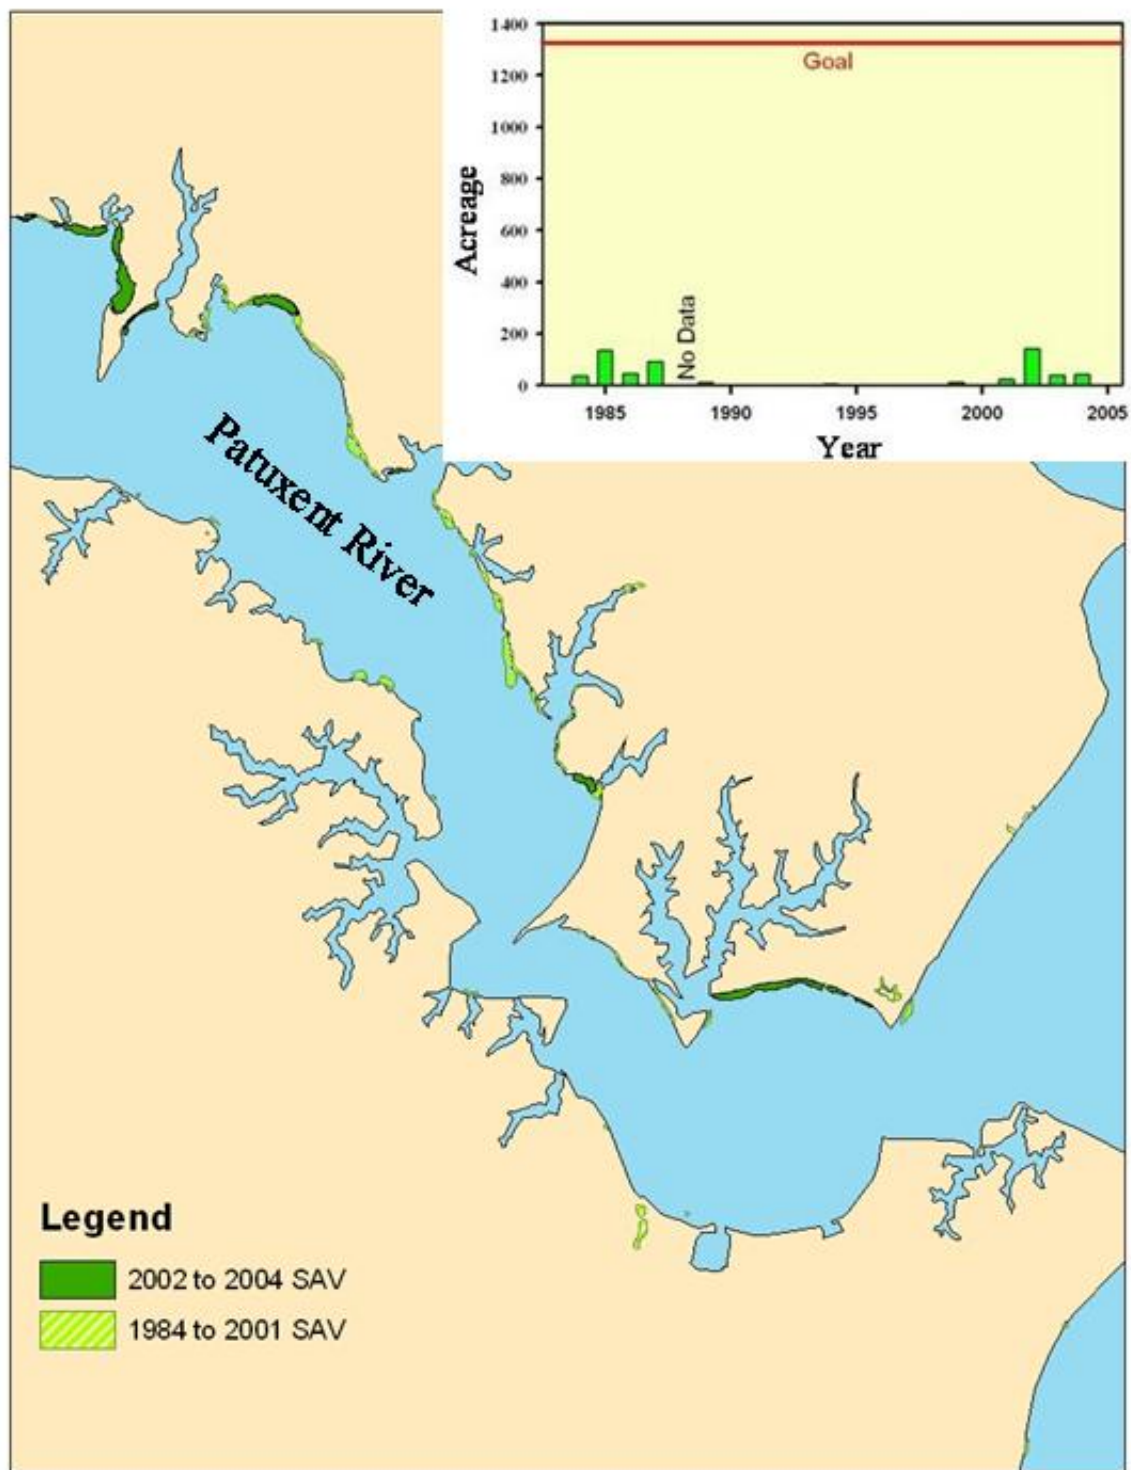 1400
Goal
1200
1000
800
600
400
200
0
Acreage
No Data
1985 1990 1995 2000 2005
Year
Patuxent River
Legend
2002 to 2004 SAV
1984 to 2001 SAV